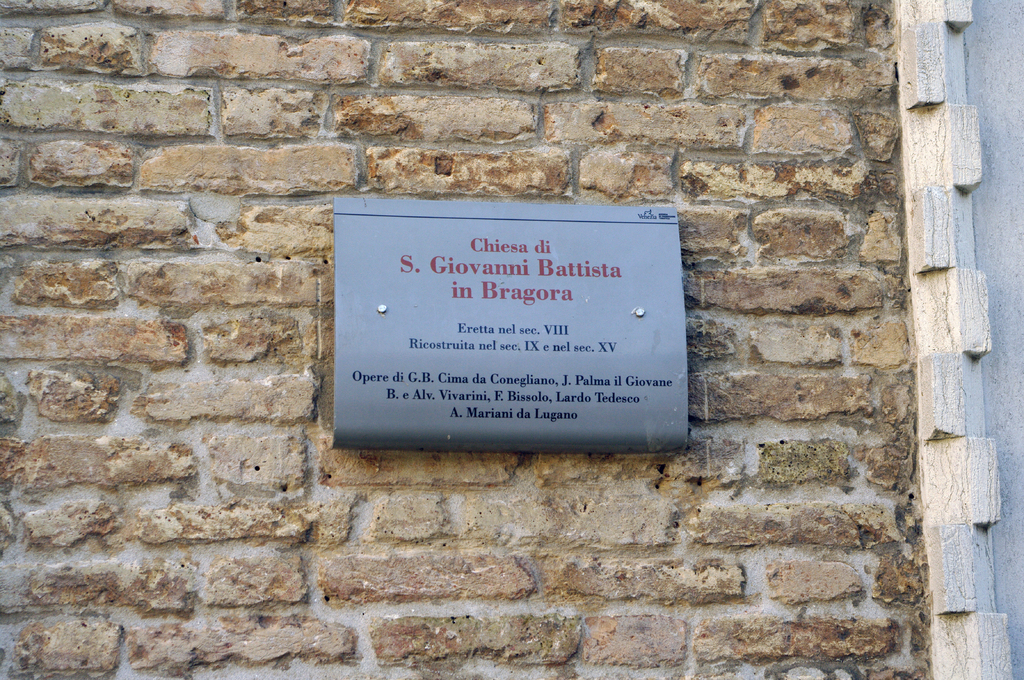 Venezia
Chiesa di
S. Giovanni Battista
in Bragora
Eretta nel sec. VIII
Ricostruita nel sec. IX e nel sec. XV
Opere di G.B. Cima da Conegliano, J. Palma il Giovane
B. e Alv. Vivarini, F. Bissolo, Lardo Tedesco
A. Mariani da Lugano